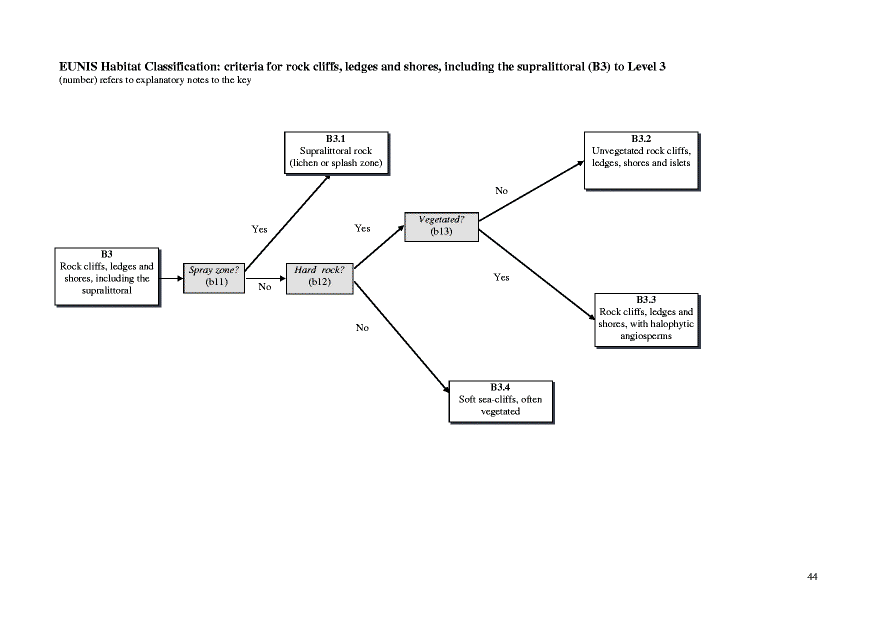 EUNIS Habitat Classification: criteria for rock cliffs, ledges and shores, including the supralittoral (B3) to Level 3
(number) refers to explanatory notes to the key
B3.1
Supralittoral rock
(lichen or splash zone)
B3.2
Unvegetated rock cliffs,
ledges, shores and islets
No
Vegetated?
(b13)
Yes
Yes
B3
Rock cliffs, ledges and
shores, including the
supralittoral
Spray zone?
(b11)
No
Hard rock?
(b12)
Yes
B3.3
Rock cliffs, ledges and
shores, with halophytic
angiosperms
No
B3.4
Soft sea-cliffs, often
vegetated
44